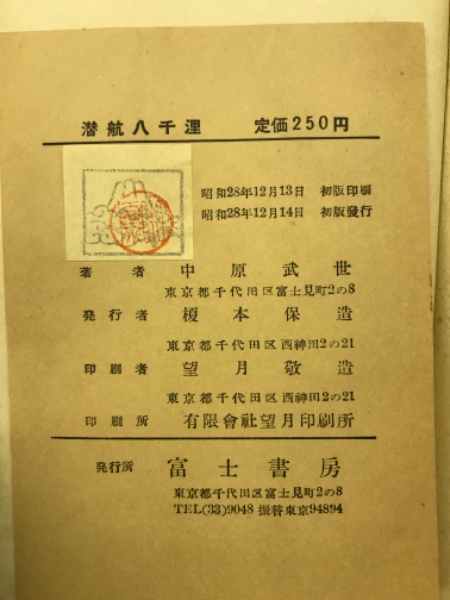 潜航八千浬 定価250円
昭和28年12月13日 初版印刷
昭和28年12月14日 初版發行
著者 中原武世
東京都千代田区富士見町2の8
発行者 榎本保造
東京都千代田区西神田2の21
印刷者 望月敬造
東京都千代田区西神田2の21
印刷所 有限會社望月印刷所
発行所 富士書房
東京都千代田区富士見町2の8
TEL(33)9048 振替東京94894